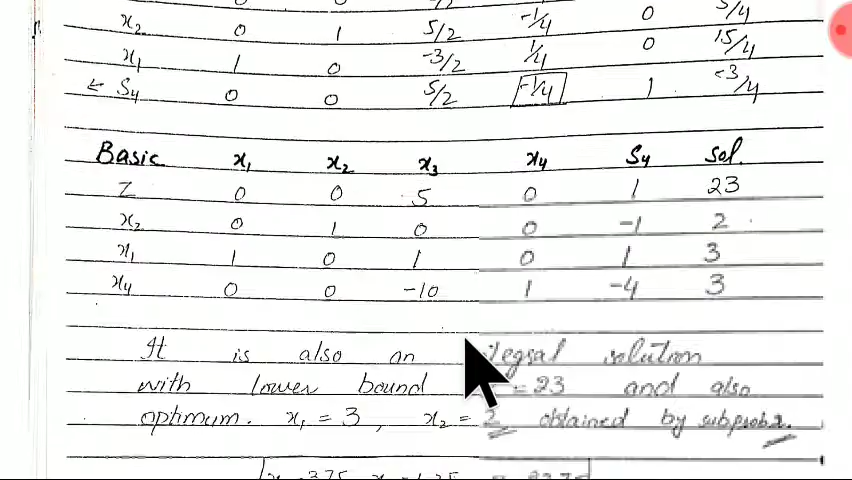 x₂ 0 1 5/2 -1/4 0 5/4
x₁ 1 0 -3/2 1/4 0 15/4
← S₄ 0 0 5/2 -1/4 1 -3/4
Basic x₁ x₂ x₃ x₄ S₄ Sol.
Z 0 0 5 0 1 23
x₂ 0 1 0 0 -1 2
x₁ 1 0 1 0 1 3
x₄ 0 0 -10 1 -4 3
It is also an integral solution
with lower bound = 23 and also
optimum. x₁ = 3, x₂ = 2 obtained by subprob 2.